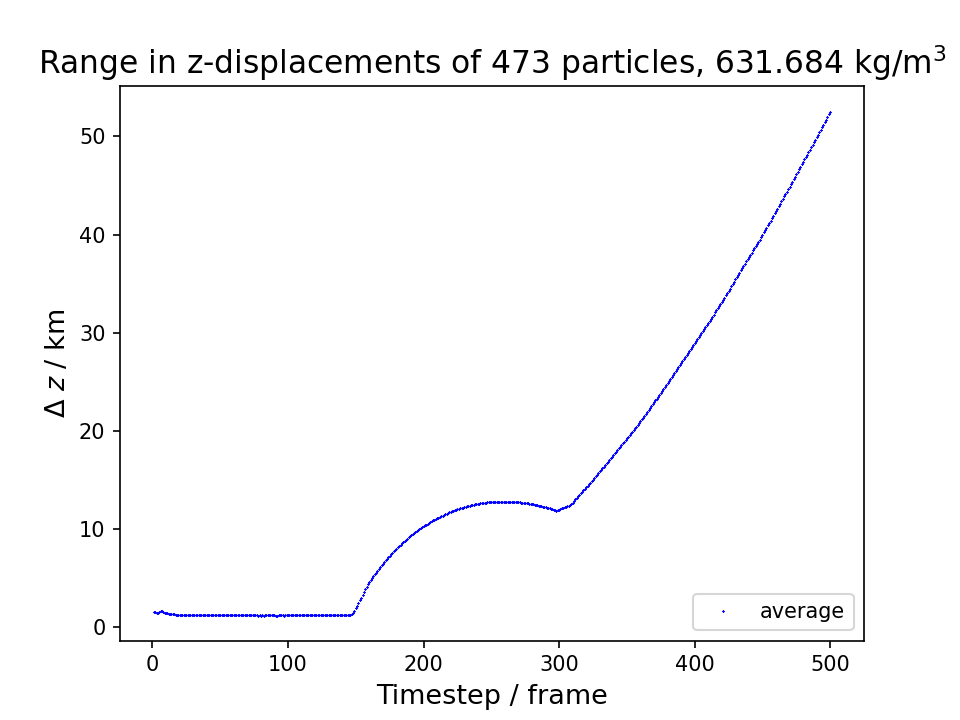 Range in z-displacements of 473 particles, 631.684 kg/m³
50
40
30
20
10
0
Δ z / km
average
0 100 200 300 400 500
Timestep / frame